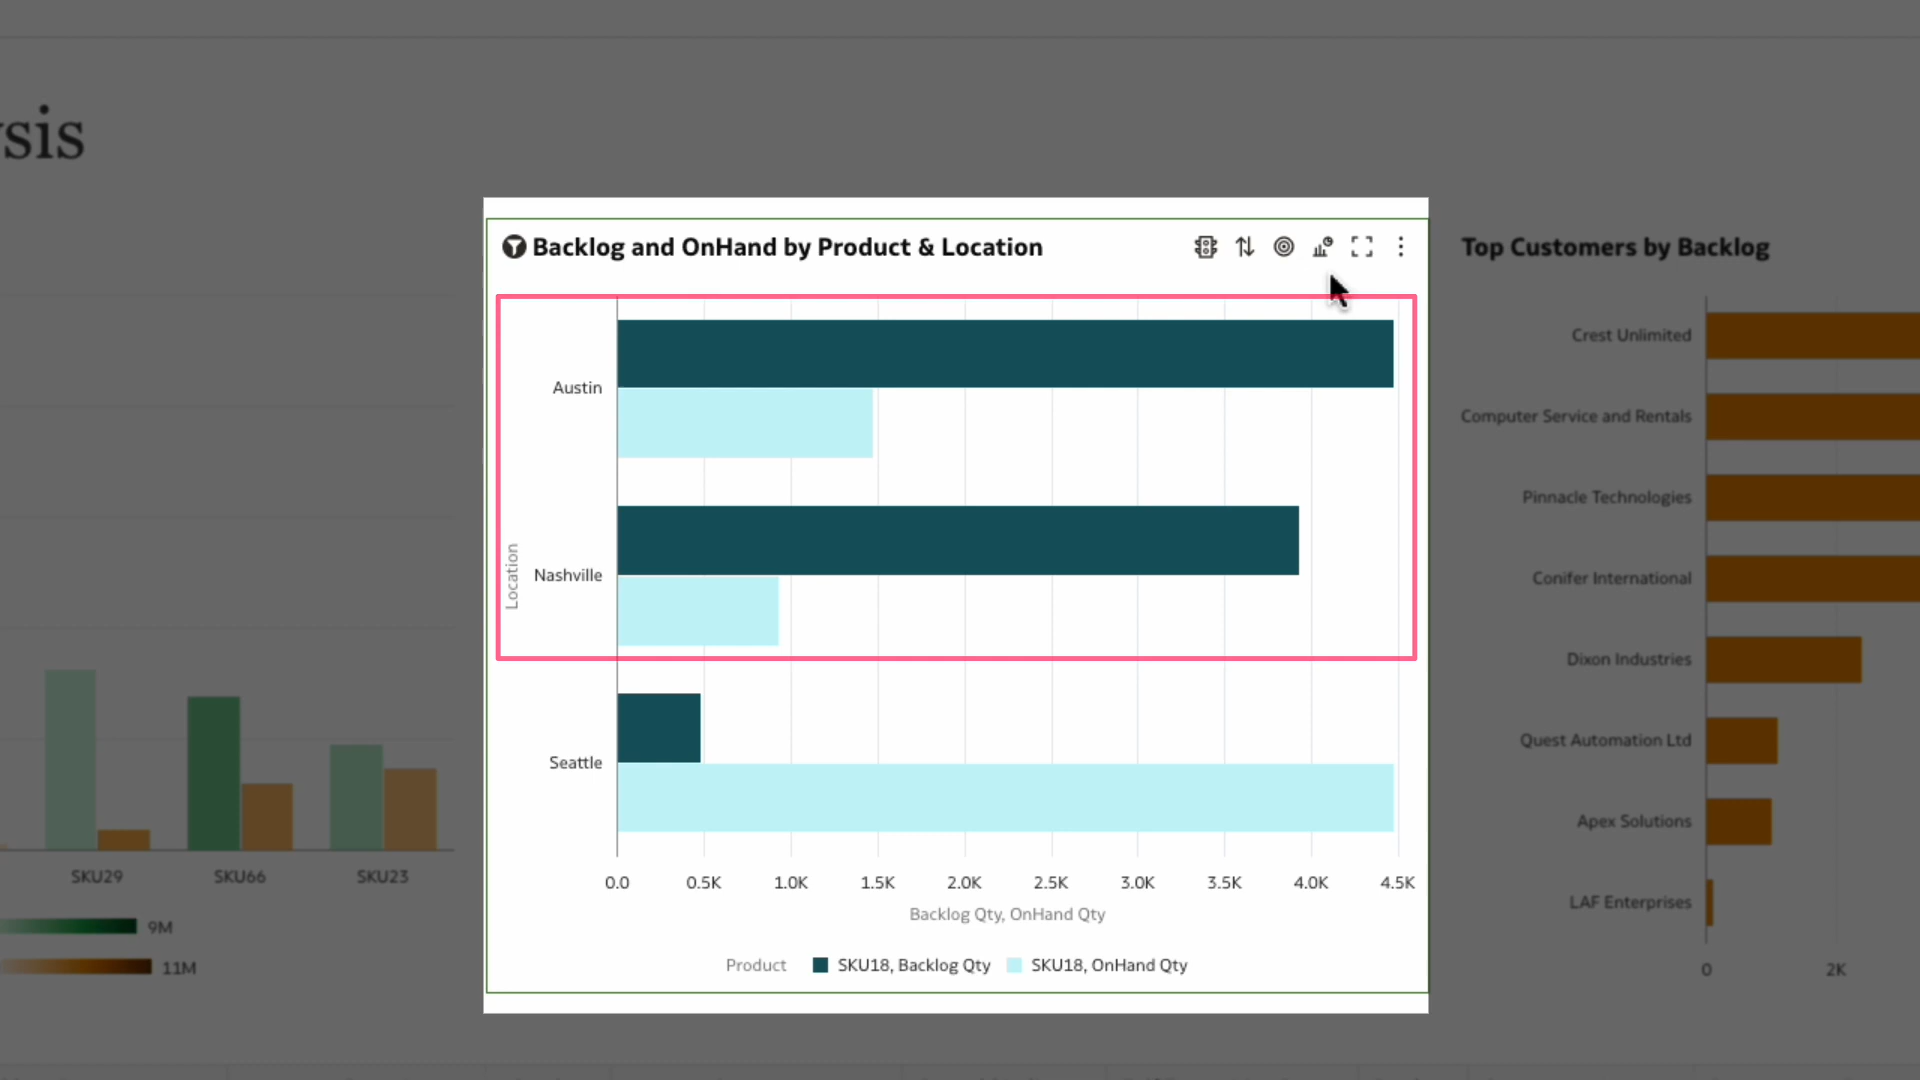 sis
Backlog and OnHand by Product & Location
Top Customers by Backlog
Austin
Nashville
Seattle
Location
0.0 0.5K 1.0K 1.5K 2.0K 2.5K 3.0K 3.5K 4.0K 4.5K
Backlog Qty, OnHand Qty
Product SKU18, Backlog Qty SKU18, OnHand Qty
SKU29 SKU66 SKU23
9M
11M
Crest Unlimited
Computer Service and Rentals
Pinnacle Technologies
Conifer International
Dixon Industries
Quest Automation Ltd
Apex Solutions
LAF Enterprises
0 2K